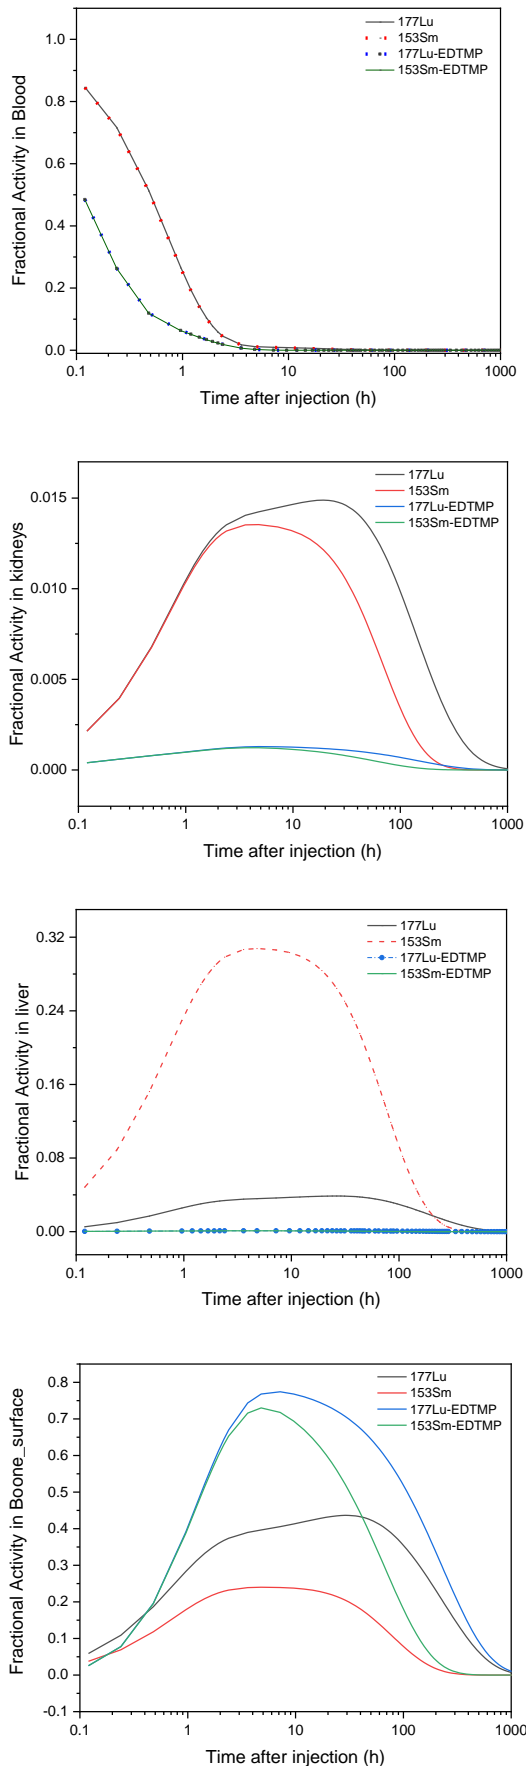 Fractional Activity in Blood
1.0
0.8
0.6
0.4
0.2
0.0
177Lu
153Sm
177Lu-EDTMP
153Sm-EDTMP
0.1
1
10
100
1000
Time after injection (h)
Fractional Activity in kidneys
0.015
0.010
0.005
0.000
177Lu
153Sm
177Lu-EDTMP
153Sm-EDTMP
0.1
1
10
100
1000
Time after injection (h)
Fractional Activity in liver
0.32
0.24
0.16
0.08
0.00
177Lu
153Sm
177Lu-EDTMP
153Sm-EDTMP
0.1
1
10
100
1000
Time after injection (h)
Fractional Activity in Boone_surface
0.8
0.7
0.6
0.5
0.4
0.3
0.2
0.1
0.0
-0.1
177Lu
153Sm
177Lu-EDTMP
153Sm-EDTMP
0.1
1
10
100
1000
Time after injection (h)